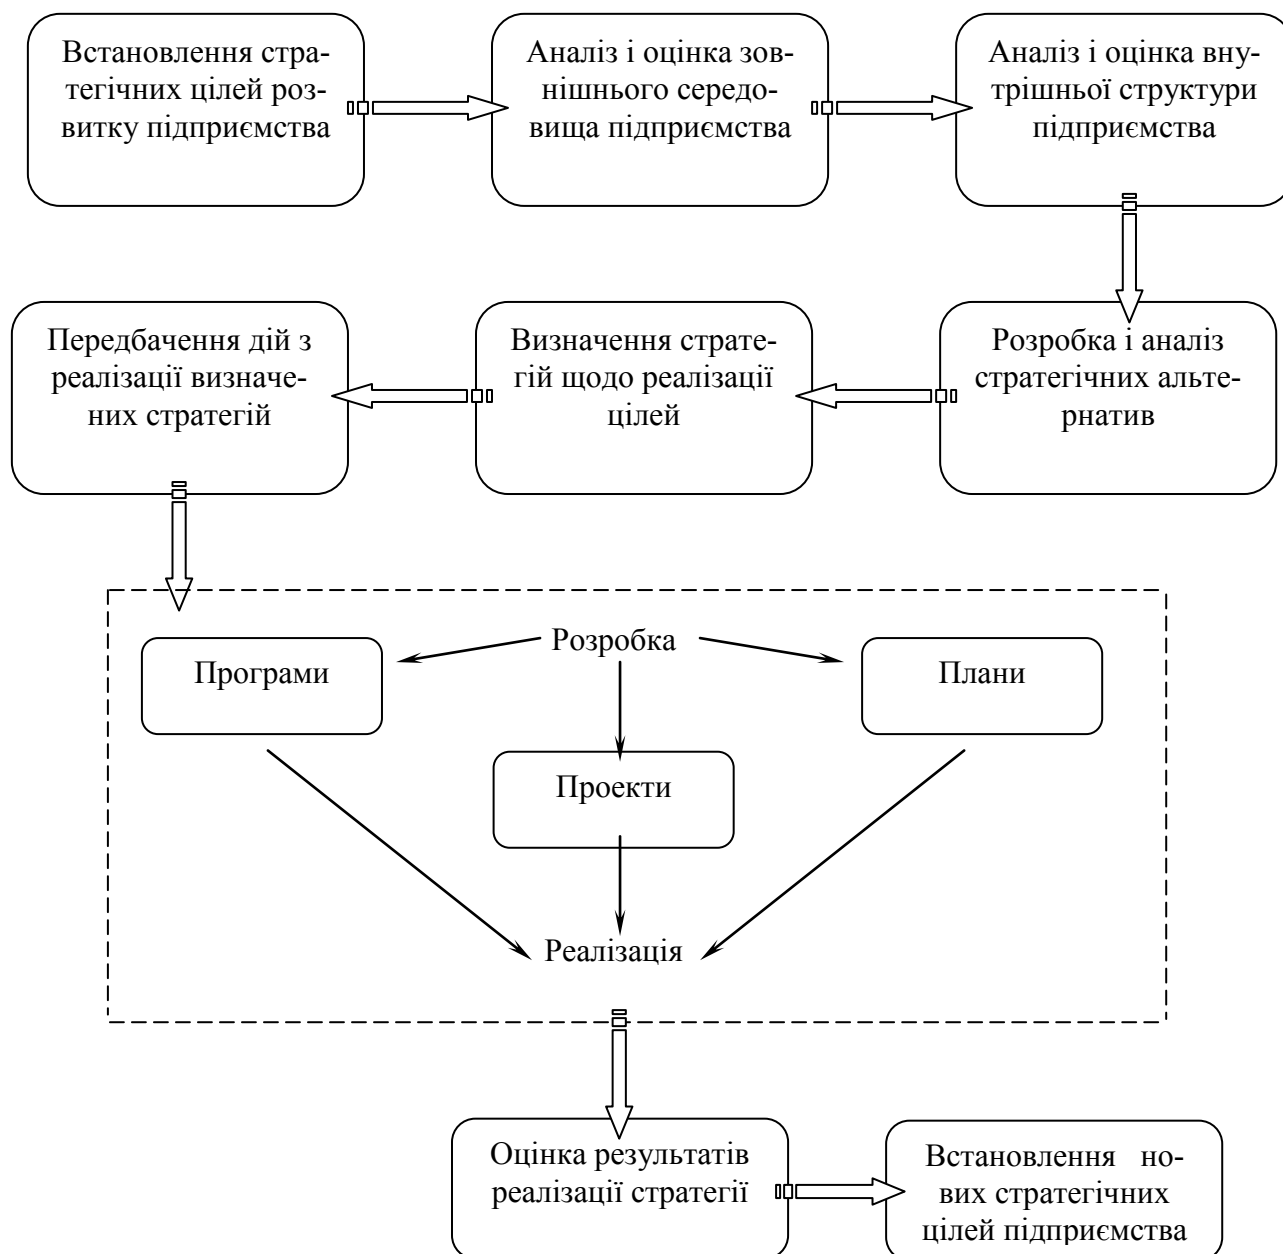 Встановлення стра-
тегічних цілей роз-
витку підприємства
Аналіз і оцінка зов-
нішнього середо-
вища підприємства
Аналіз і оцінка вну-
трішньої структури
підприємства
Передбачення дій з
реалізації визначе-
них стратегій
Визначення страте-
гій щодо реалізації
цілей
Розробка і аналіз
стратегічних альте-
рнатив
Розробка
Програми
Плани
Проекти
Реалізація
Оцінка результатів
реалізації стратегії
Встановлення но-
вих стратегічних
цілей підприємства